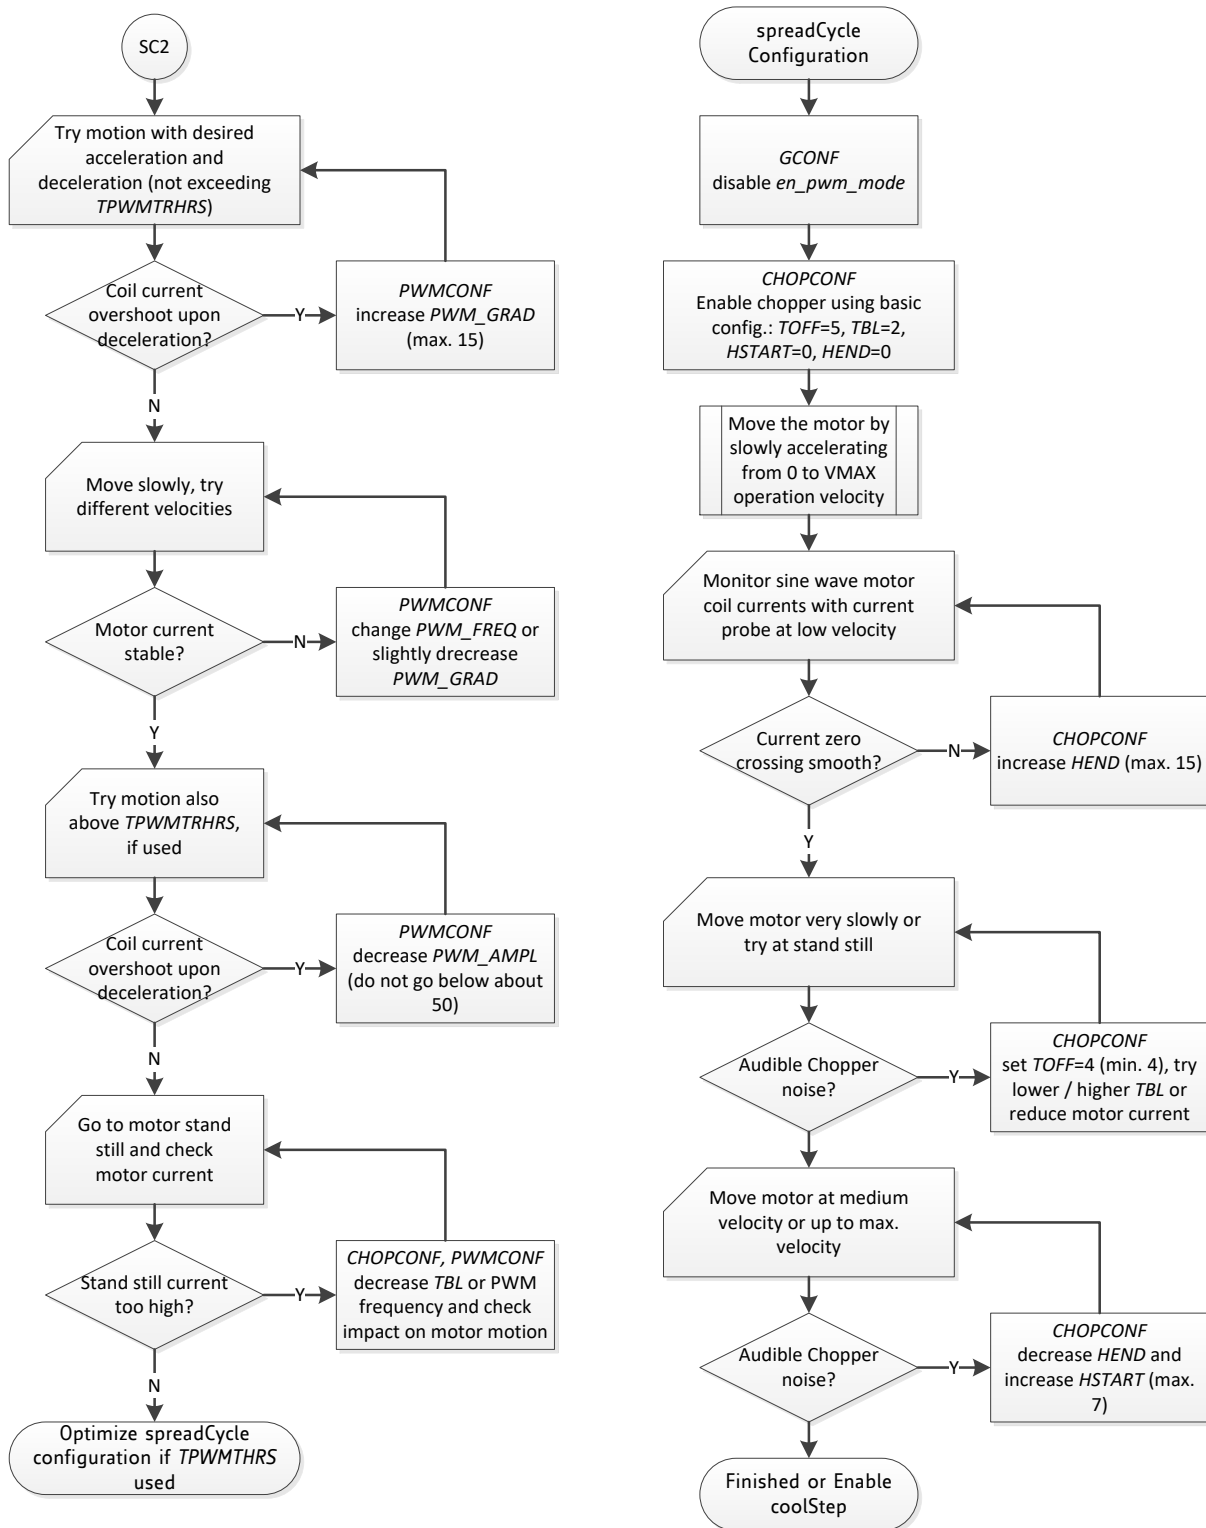 SC2
Try motion with desired
acceleration and
deceleration (not exceeding
TPWMTRHRS)
Coil current
overshoot upon
deceleration?
Y
PWMCONF
increase PWM_GRAD
(max. 15)
N
Move slowly, try
different velocities
Motor current
stable?
N
PWMCONF
change PWM_FREQ or
slightly drecrease
PWM_GRAD
Y
Try motion also
above TPWMTRHRS,
if used
Coil current
overshoot upon
deceleration?
Y
PWMCONF
decrease PWM_AMPL
(do not go below about
50)
N
Go to motor stand
still and check
motor current
Stand still current
too high?
Y
CHOPCONF, PWMCONF
decrease TBL or PWM
frequency and check
impact on motor motion
N
Optimize spreadCycle
configuration if TPWMTHRS
used
spreadCycle
Configuration
GCONF
disable en_pwm_mode
CHOPCONF
Enable chopper using basic
config.: TOFF=5, TBL=2,
HSTART=0, HEND=0
Move the motor by
slowly accelerating
from 0 to VMAX
operation velocity
Monitor sine wave motor
coil currents with current
probe at low velocity
Current zero
crossing smooth?
N
CHOPCONF
increase HEND (max. 15)
Y
Move motor very slowly or
try at stand still
Audible Chopper
noise?
Y
CHOPCONF
set TOFF=4 (min. 4), try
lower / higher TBL or
reduce motor current
Move motor at medium
velocity or up to max.
velocity
Audible Chopper
noise?
Y
CHOPCONF
decrease HEND and
increase HSTART (max.
7)
Finished or Enable
coolStep